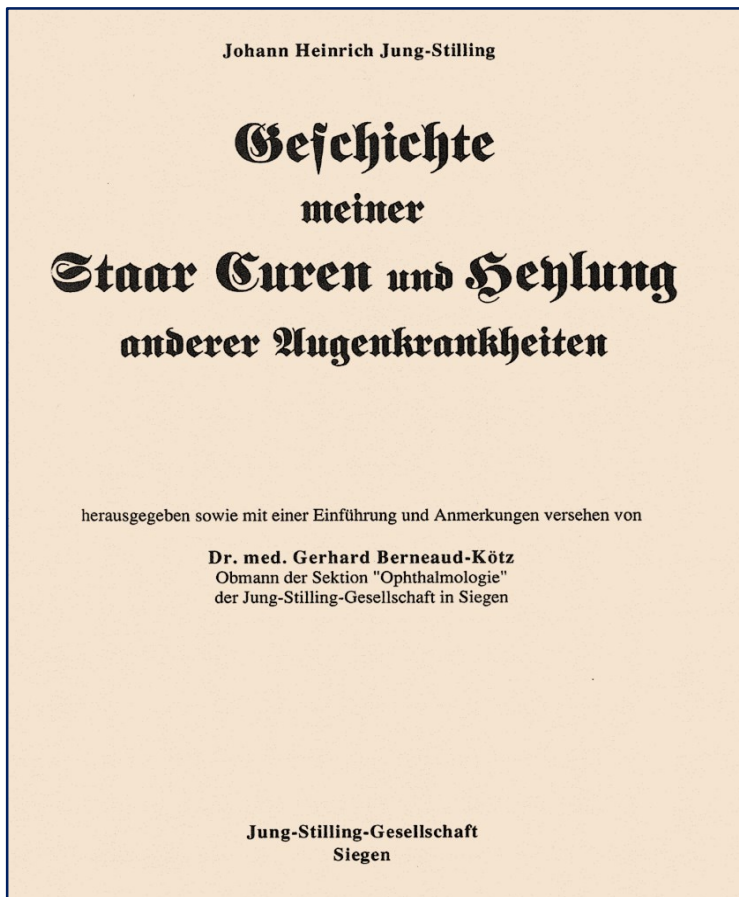 Johann Heinrich Jung-Stilling
Geschichte
meiner
Staar Curen und Heylung
anderer Augenkrankheiten
herausgegeben sowie mit einer Einführung und Anmerkungen versehen von
Dr. med. Gerhard Berneaud-Kötz
Obmann der Sektion "Ophthalmologie"
der Jung-Stilling-Gesellschaft in Siegen
Jung-Stilling-Gesellschaft
Siegen